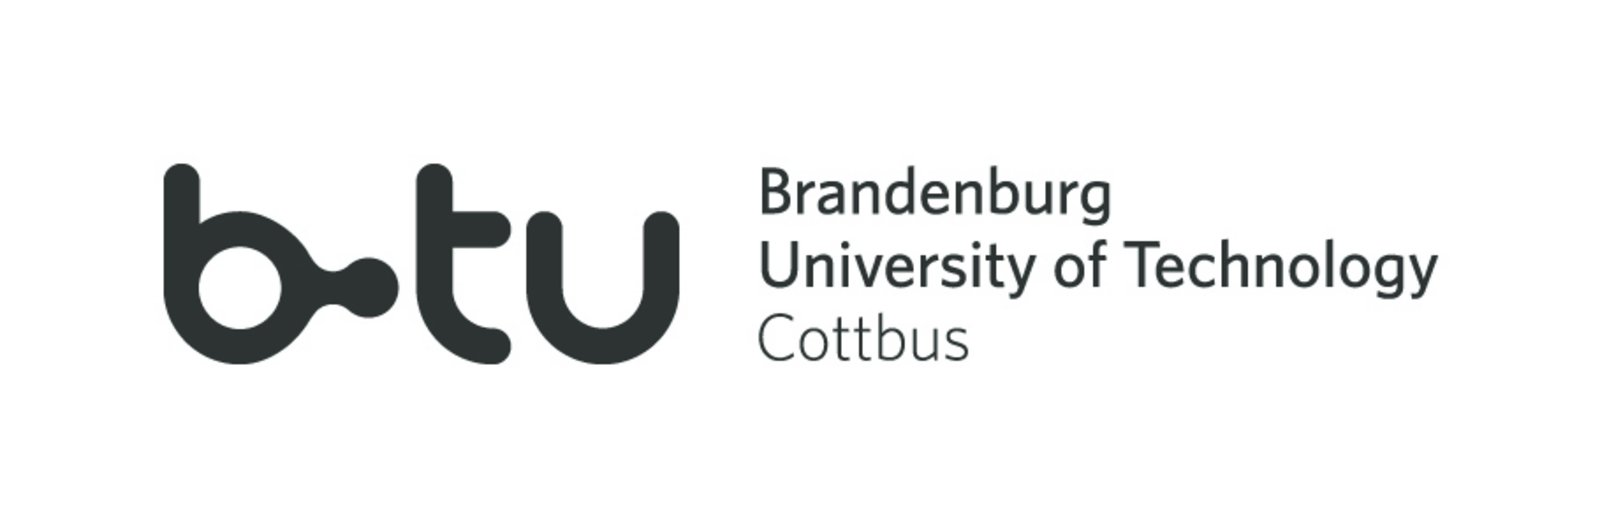 b-tu
Brandenburg
University of Technology
Cottbus